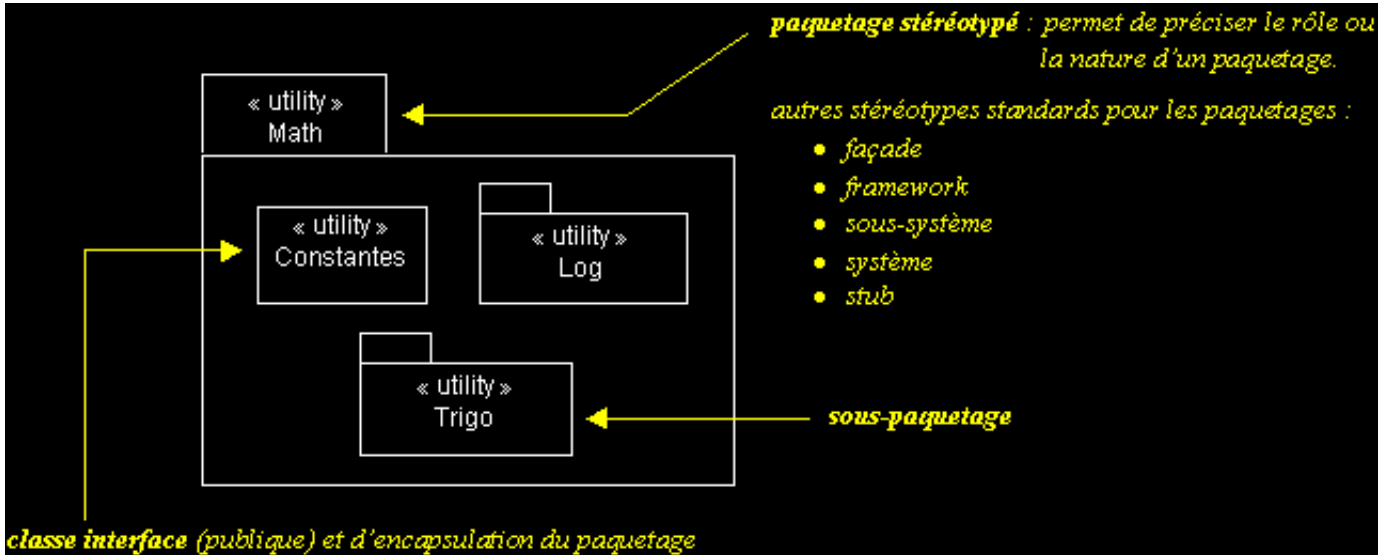 paquetage stéréotypé : permet de préciser le rôle ou
la nature d'un paquetage.
« utility »
Math
autres stéréotypes standards pour les paquetages :
• façade
• framework
• sous-système
• système
• stub
« utility »
Constantes
« utility »
Log
« utility »
Trigo
sous-paquetage
classe interface (publique) et d'encapsulation du paquetage